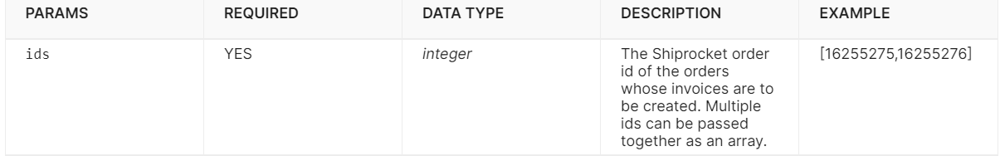 PARAMS REQUIRED DATA TYPE DESCRIPTION EXAMPLE
ids YES integer The Shiprocket order [16255275,16255276]
id of the orders
whose invoices are to
be created. Multiple
ids can be passed
together as an array.